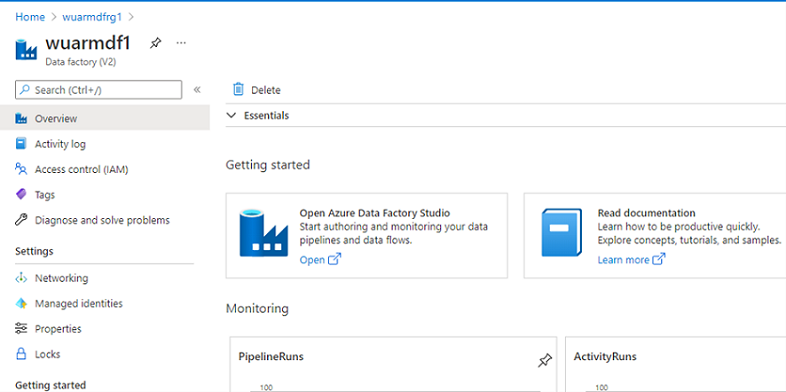 Home > wuarmdfrg1 >
wuarmdf1
Data factory (V2)
Search (Ctrl+/)
«
Overview
Activity log
Access control (IAM)
Tags
Diagnose and solve problems
Settings
Networking
Managed identities
Properties
Locks
Getting started
Delete
Essentials
Getting started
Open Azure Data Factory Studio
Start authoring and monitoring your data
pipelines and data flows.
Open
Read documentation
Learn how to be productive quickly.
Explore concepts, tutorials, and samples.
Learn more
Monitoring
PipelineRuns
100
ActivityRuns
100